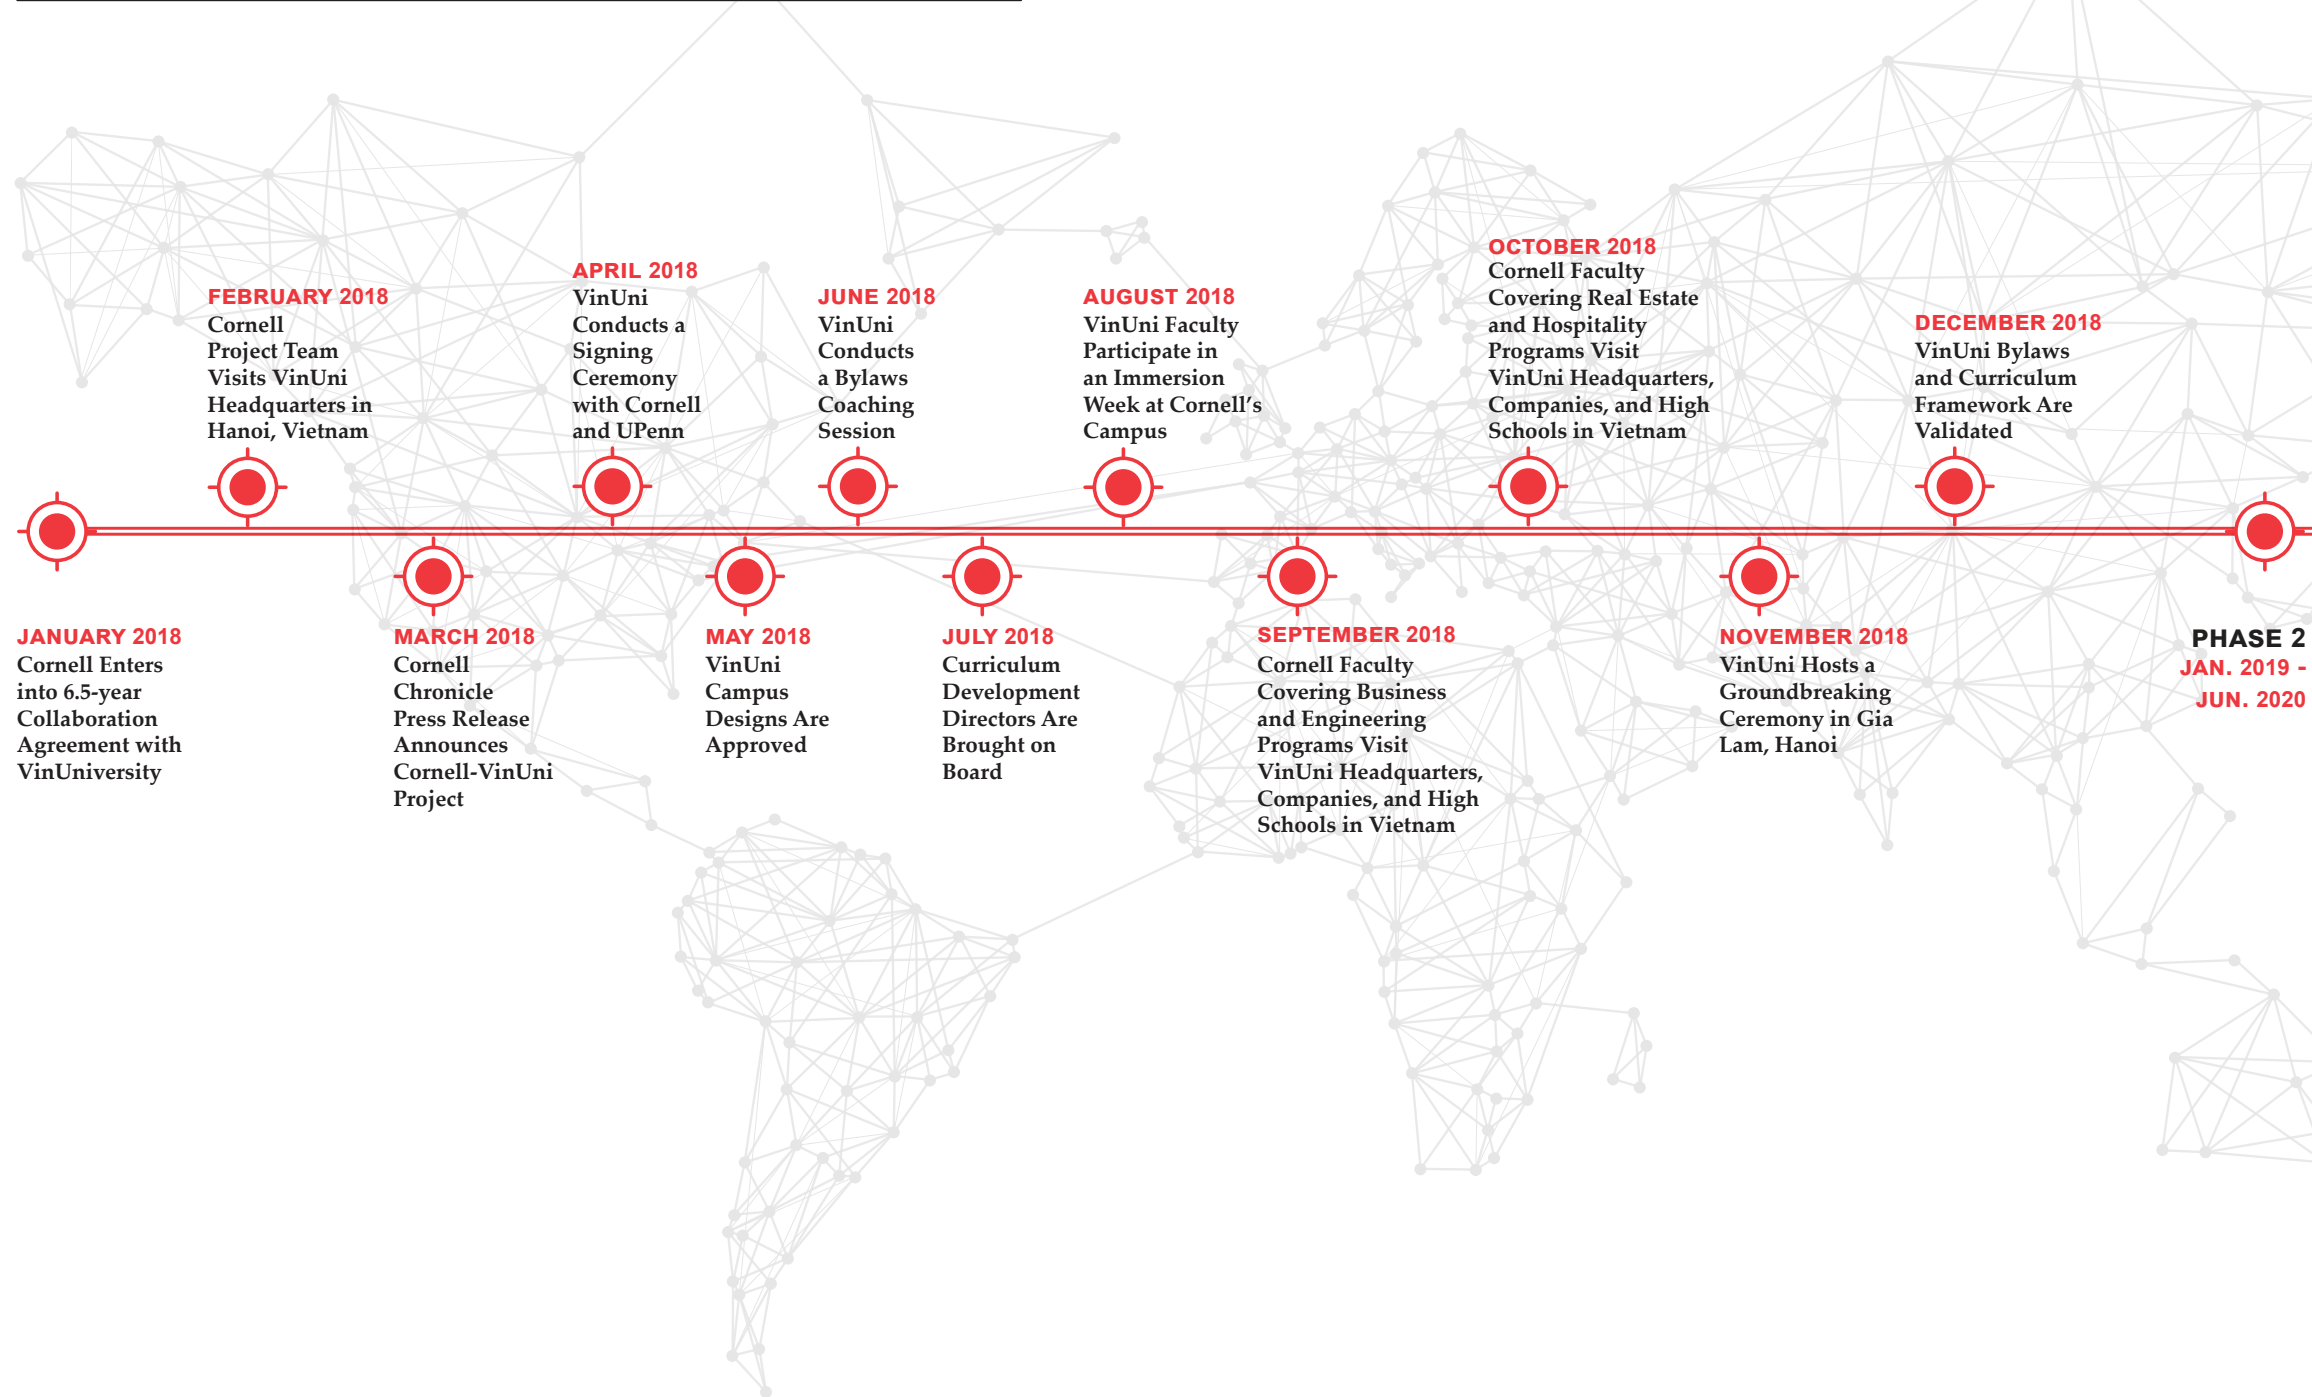 JANUARY 2018
Cornell Enters
into 6.5-year
Collaboration
Agreement with
VinUniversity
FEBRUARY 2018
Cornell
Project Team
Visits VinUni
Headquarters in
Hanoi, Vietnam
MARCH 2018
Cornell
Chronicle
Press Release
Announces
Cornell-VinUni
Project
APRIL 2018
VinUni
Conducts a
Signing
Ceremony
with Cornell
and UPenn
MAY 2018
VinUni
Campus
Designs Are
Approved
JUNE 2018
VinUni
Conducts
a Bylaws
Coaching
Session
JULY 2018
Curriculum
Development
Directors Are
Brought on
Board
AUGUST 2018
VinUni Faculty
Participate in
an Immersion
Week at Cornell’s
Campus
SEPTEMBER 2018
Cornell Faculty
Covering Business
and Engineering
Programs Visit
VinUni Headquarters,
Companies, and High
Schools in Vietnam
OCTOBER 2018
Cornell Faculty
Covering Real Estate
and Hospitality
Programs Visit
VinUni Headquarters,
Companies, and High
Schools in Vietnam
NOVEMBER 2018
VinUni Hosts a
Groundbreaking
Ceremony in Gia
Lam, Hanoi
DECEMBER 2018
VinUni Bylaws
and Curriculum
Framework Are
Validated
PHASE 2
JAN. 2019 -
JUN. 2020